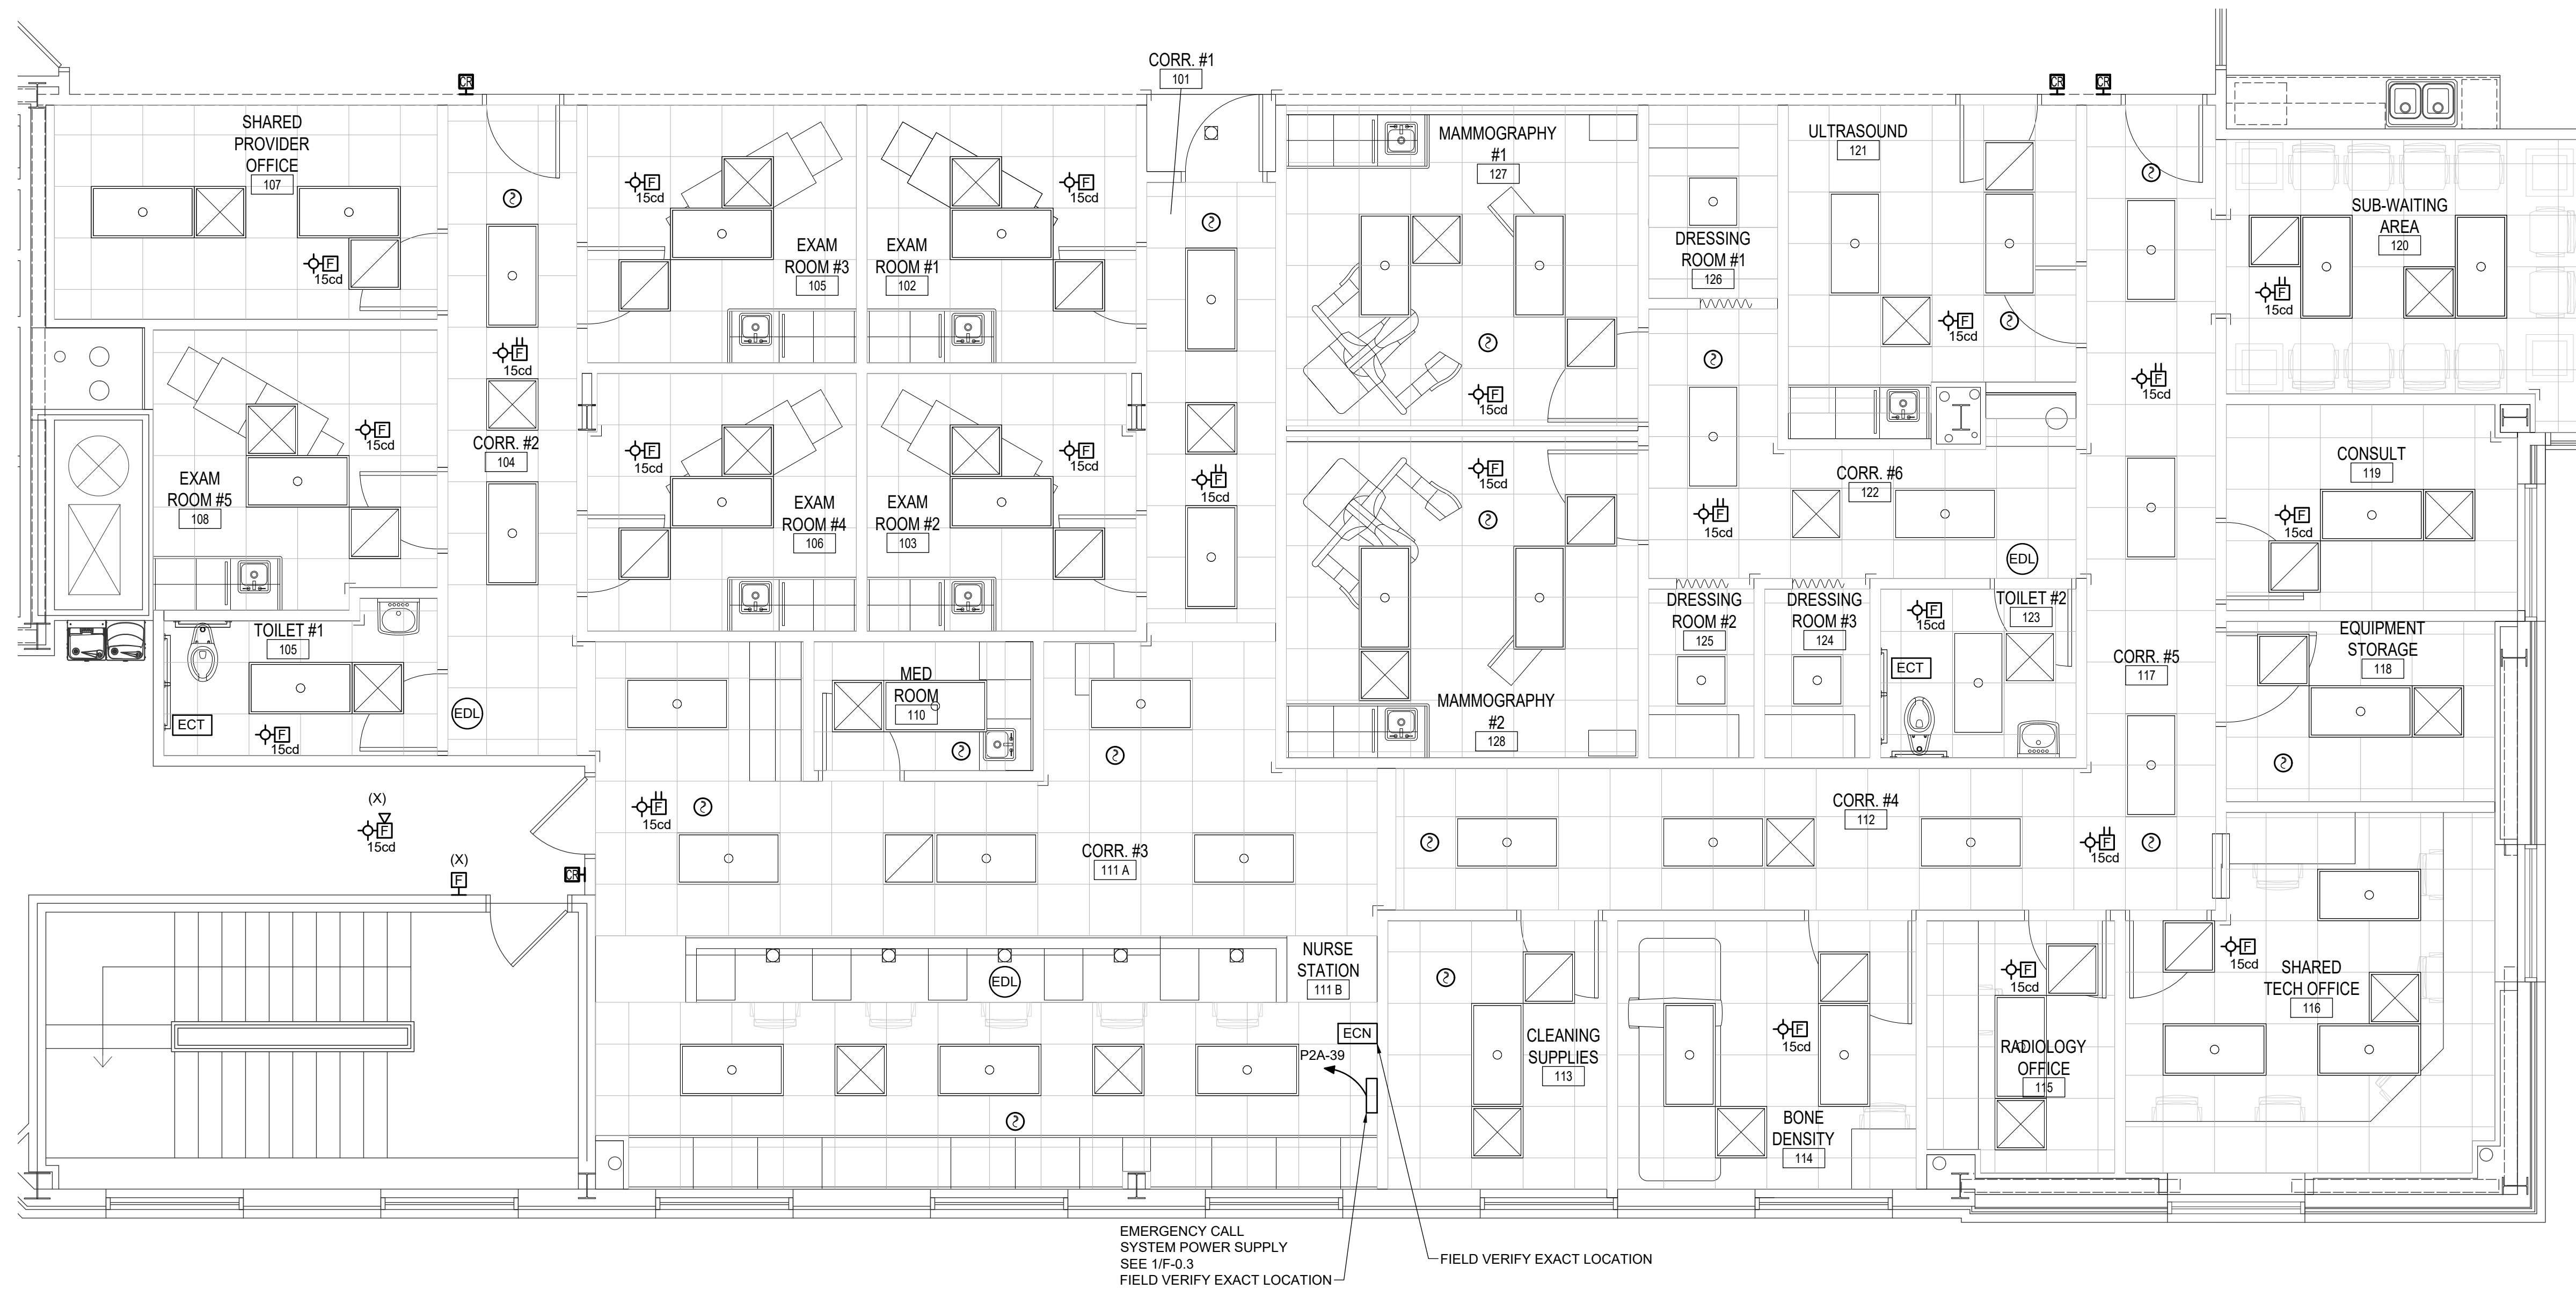 CORR. #1
101
CR
CR
CR
SHARED
PROVIDER
OFFICE
107
F
15cd
EXAM
ROOM #3
105
F
15cd
EXAM
ROOM #1
102
F
15cd
MAMMOGRAPHY
#1
127
F
15cd
DRESSING
ROOM #1
126
ULTRASOUND
121
F
15cd
SUB-WAITING
AREA
120
F
15cd
F
15cd
CORR. #2
104
F
15cd
EXAM
ROOM #5
108
F
15cd
EXAM
ROOM #4
106
F
15cd
EXAM
ROOM #2
103
F
15cd
F
15cd
F
15cd
F
15cd
CORR. #6
122
EDL
CONSULT
119
F
15cd
TOILET #1
105
ECT
F
15cd
EDL
MED
ROOM
110
MAMMOGRAPHY
#2
128
DRESSING
ROOM #2
125
DRESSING
ROOM #3
124
F
15cd
TOILET #2
123
ECT
CORR. #5
117
EQUIPMENT
STORAGE
118
(X)
F
15cd
(X)
F
CR
F
15cd
CORR. #3
111 A
CORR. #4
112
F
15cd
NURSE
STATION
111 B
EDL
ECN
P2A-39
CLEANING
SUPPLIES
113
F
15cd
BONE
DENSITY
114
F
15cd
RADIOLOGY
OFFICE
115
F
15cd
SHARED
TECH OFFICE
116
EMERGENCY CALL
SYSTEM POWER SUPPLY
SEE 1/F-0.3
FIELD VERIFY EXACT LOCATION
FIELD VERIFY EXACT LOCATION